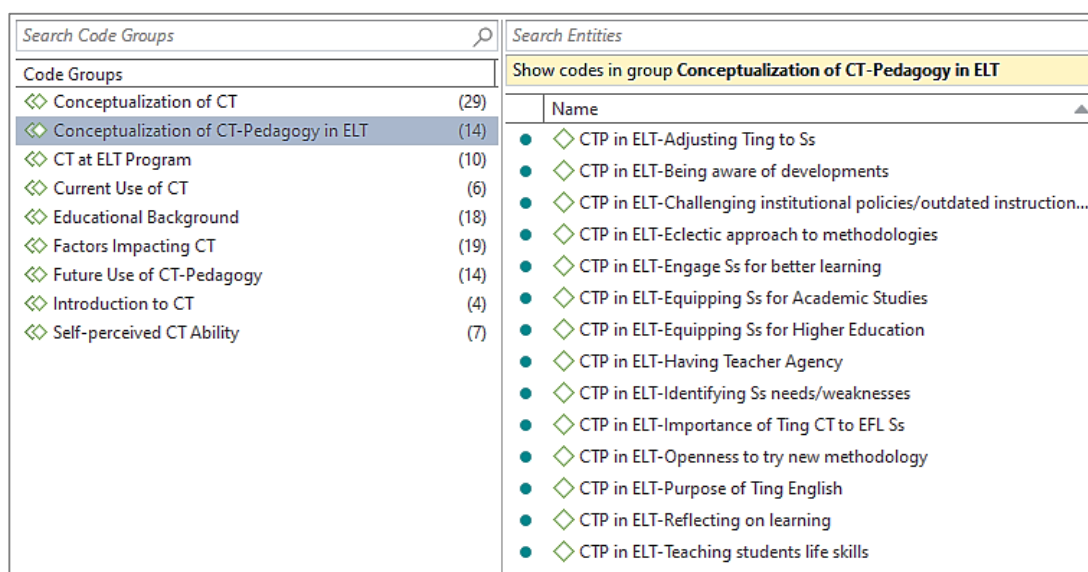 Search Code Groups
Code Groups
Conceptualization of CT (29)
Conceptualization of CT-Pedagogy in ELT (14)
CT at ELT Program (10)
Current Use of CT (6)
Educational Background (18)
Factors Impacting CT (19)
Future Use of CT-Pedagogy (14)
Introduction to CT (4)
Self-perceived CT Ability (7)
Search Entities
Show codes in group Conceptualization of CT-Pedagogy in ELT
Name
CTP in ELT-Adjusting Ting to Ss
CTP in ELT-Being aware of developments
CTP in ELT-Challenging institutional policies/outdated instruction...
CTP in ELT-Eclectic approach to methodologies
CTP in ELT-Engage Ss for better learning
CTP in ELT-Equipping Ss for Academic Studies
CTP in ELT-Equipping Ss for Higher Education
CTP in ELT-Having Teacher Agency
CTP in ELT-Identifying Ss needs/weaknesses
CTP in ELT-Importance of Ting CT to EFL Ss
CTP in ELT-Openness to try new methodology
CTP in ELT-Purpose of Ting English
CTP in ELT-Reflecting on learning
CTP in ELT-Teaching students life skills